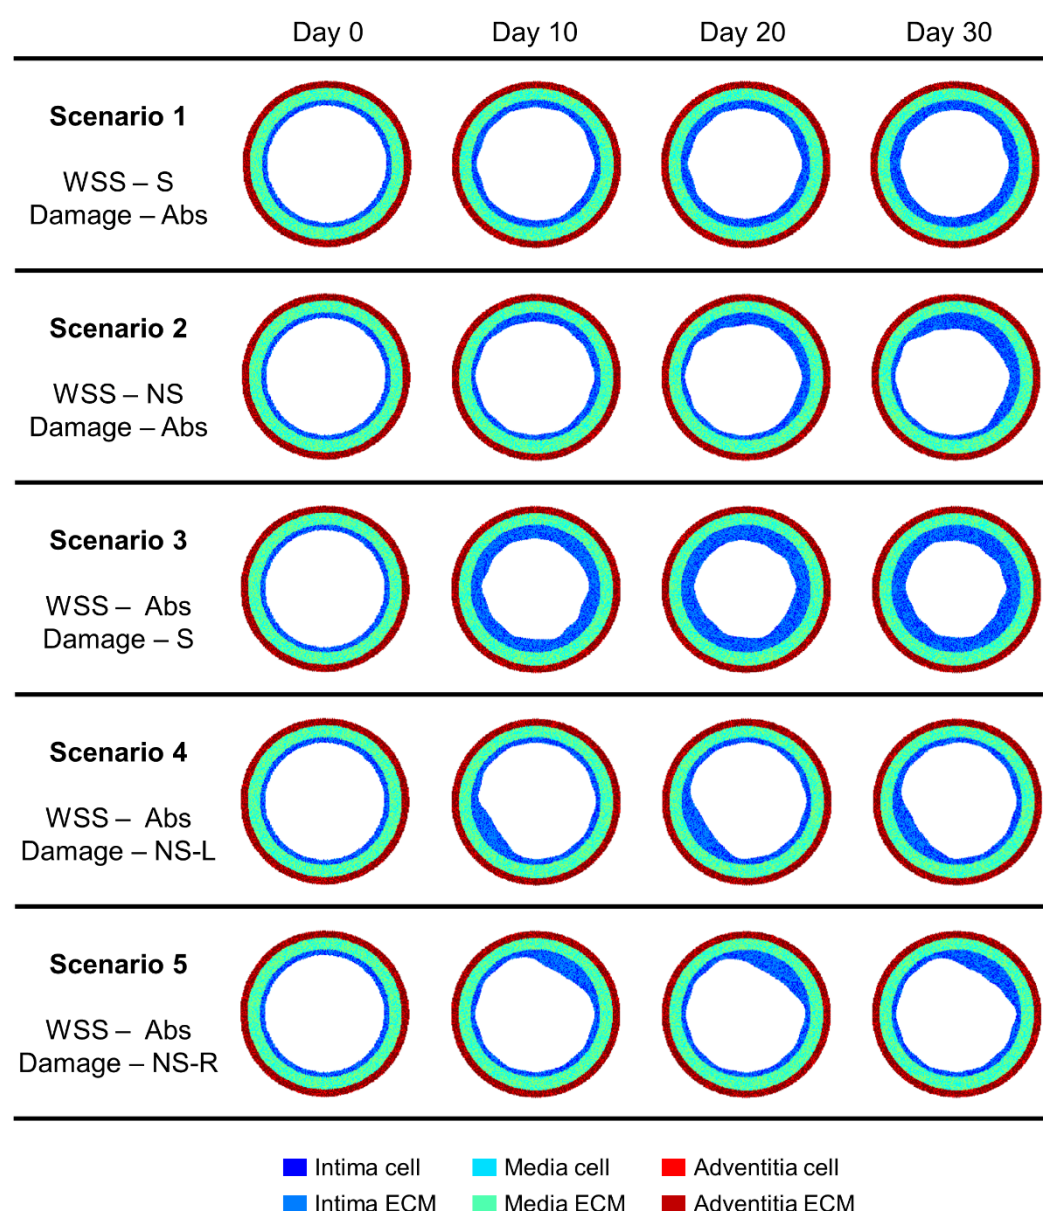 Day 0 Day 10 Day 20 Day 30
Scenario 1
WSS – S
Damage – Abs
Scenario 2
WSS – NS
Damage – Abs
Scenario 3
WSS – Abs
Damage – S
Scenario 4
WSS – Abs
Damage – NS-L
Scenario 5
WSS – Abs
Damage – NS-R
Intima cell Media cell Adventitia cell
Intima ECM Media ECM Adventitia ECM